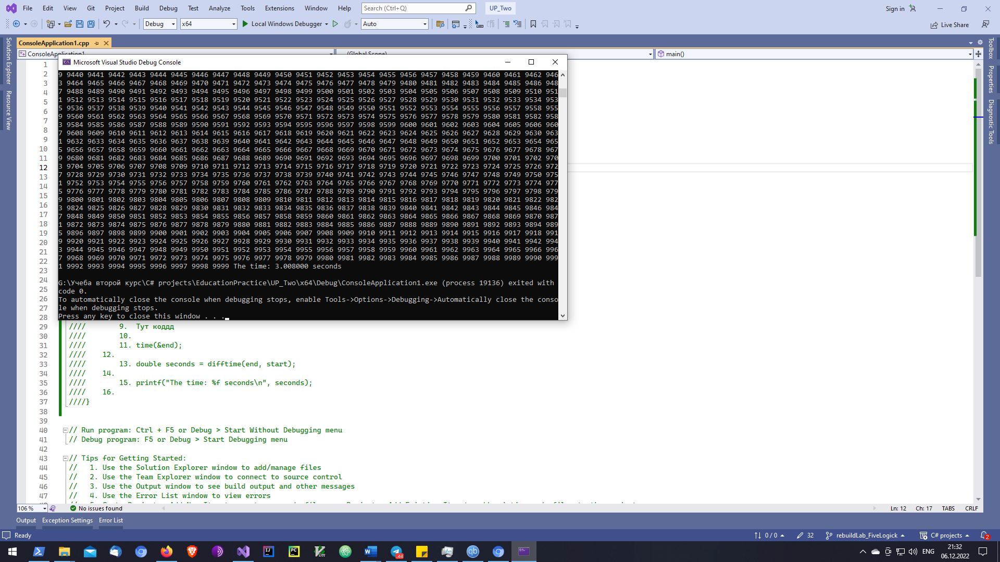 File Edit View Git Project Build Debug Test Analyze Tools Extensions Window Help Search (Ctrl+Q) UP_Two Sign in
Debug x64 Local Windows Debugger Auto Live Share
ConsoleApplication1.cpp
ConsoleApplication1 (Global Scope) main()
Solution Explorer
Resource View
Toolbox
Properties
Diagnostic Tools
Microsoft Visual Studio Debug Console
9 9440 9441 9442 9443 9444 9445 9446 9447 9448 9449 9450 9451 9452 9453 9454 9455 9456 9457 9458 9459 9460 9461 9462 946
3 9464 9465 9466 9467 9468 9469 9470 9471 9472 9473 9474 9475 9476 9477 9478 9479 9480 9481 9482 9483 9484 9485 9486 948
7 9488 9489 9490 9491 9492 9493 9494 9495 9496 9497 9498 9499 9500 9501 9502 9503 9504 9505 9506 9507 9508 9509 9510 951
1 9512 9513 9514 9515 9516 9517 9518 9519 9520 9521 9522 9523 9524 9525 9526 9527 9528 9529 9530 9531 9532 9533 9534 953
5 9536 9537 9538 9539 9540 9541 9542 9543 9544 9545 9546 9547 9548 9549 9550 9551 9552 9553 9554 9555 9556 9557 9558 955
9 9560 9561 9562 9563 9564 9565 9566 9567 9568 9569 9570 9571 9572 9573 9574 9575 9576 9577 9578 9579 9580 9581 9582 958
3 9584 9585 9586 9587 9588 9589 9590 9591 9592 9593 9594 9595 9596 9597 9598 9599 9600 9601 9602 9603 9604 9605 9606 960
7 9608 9609 9610 9611 9612 9613 9614 9615 9616 9617 9618 9619 9620 9621 9622 9623 9624 9625 9626 9627 9628 9629 9630 963
1 9632 9633 9634 9635 9636 9637 9638 9639 9640 9641 9642 9643 9644 9645 9646 9647 9648 9649 9650 9651 9652 9653 9654 965
5 9656 9657 9658 9659 9660 9661 9662 9663 9664 9665 9666 9667 9668 9669 9670 9671 9672 9673 9674 9675 9676 9677 9678 967
9 9680 9681 9682 9683 9684 9685 9686 9687 9688 9689 9690 9691 9692 9693 9694 9695 9696 9697 9698 9699 9700 9701 9702 970
3 9704 9705 9706 9707 9708 9709 9710 9711 9712 9713 9714 9715 9716 9717 9718 9719 9720 9721 9722 9723 9724 9725 9726 972
7 9728 9729 9730 9731 9732 9733 9734 9735 9736 9737 9738 9739 9740 9741 9742 9743 9744 9745 9746 9747 9748 9749 9750 975
1 9752 9753 9754 9755 9756 9757 9758 9759 9760 9761 9762 9763 9764 9765 9766 9767 9768 9769 9770 9771 9772 9773 9774 977
5 9776 9777 9778 9779 9780 9781 9782 9783 9784 9785 9786 9787 9788 9789 9790 9791 9792 9793 9794 9795 9796 9797 9798 979
9 9800 9801 9802 9803 9804 9805 9806 9807 9808 9809 9810 9811 9812 9813 9814 9815 9816 9817 9818 9819 9820 9821 9822 982
3 9824 9825 9826 9827 9828 9829 9830 9831 9832 9833 9834 9835 9836 9837 9838 9839 9840 9841 9842 9843 9844 9845 9846 984
7 9848 9849 9850 9851 9852 9853 9854 9855 9856 9857 9858 9859 9860 9861 9862 9863 9864 9865 9866 9867 9868 9869 9870 987
1 9872 9873 9874 9875 9876 9877 9878 9879 9880 9881 9882 9883 9884 9885 9886 9887 9888 9889 9890 9891 9892 9893 9894 989
5 9896 9897 9898 9899 9900 9901 9902 9903 9904 9905 9906 9907 9908 9909 9910 9911 9912 9913 9914 9915 9916 9917 9918 991
9 9920 9921 9922 9923 9924 9925 9926 9927 9928 9929 9930 9931 9932 9933 9934 9935 9936 9937 9938 9939 9940 9941 9942 994
3 9944 9945 9946 9947 9948 9949 9950 9951 9952 9953 9954 9955 9956 9957 9958 9959 9960 9961 9962 9963 9964 9965 9966 996
7 9968 9969 9970 9971 9972 9973 9974 9975 9976 9977 9978 9979 9980 9981 9982 9983 9984 9985 9986 9987 9988 9989 9990 999
1 9992 9993 9994 9995 9996 9997 9998 9999 The time: 3.008000 seconds
G:\Учеба второй курс\C# projects\EducationPractice\UP_Two\x64\Debug\ConsoleApplication1.exe (process 19136) exited with
code 0.
To automatically close the console when debugging stops, enable Tools->Options->Debugging->Automatically close the conso
le when debugging stops.
Press any key to close this window . . .
1
2
3
4
5
6
7
8
9
10
11
12
13
14
15
16
17
18
19
20
21
22
23
24
25
26
27
28
29 //// 9. Тут коддд
30 //// 10.
31 //// 11. time(&end);
32 //// 12.
33 //// 13. double seconds = difftime(end, start);
34 //// 14.
35 //// 15. printf("The time: %f seconds\n", seconds);
36 //// 16.
37 ////}
38
39
40 // Run program: Ctrl + F5 or Debug > Start Without Debugging menu
41 // Debug program: F5 or Debug > Start Debugging menu
42
43 // Tips for Getting Started:
44 // 1. Use the Solution Explorer window to add/manage files
45 // 2. Use the Team Explorer window to connect to source control
46 // 3. Use the Output window to see build output and other messages
47 // 4. Use the Error List window to view errors
106 % No issues found Ln: 12 Ch: 17 TABS CRLF
Output Exception Settings Error List
Ready 0 / 0 32 rebuildLab_FiveLogick C# projects 2
44 ENG 21:32
06.12.2022